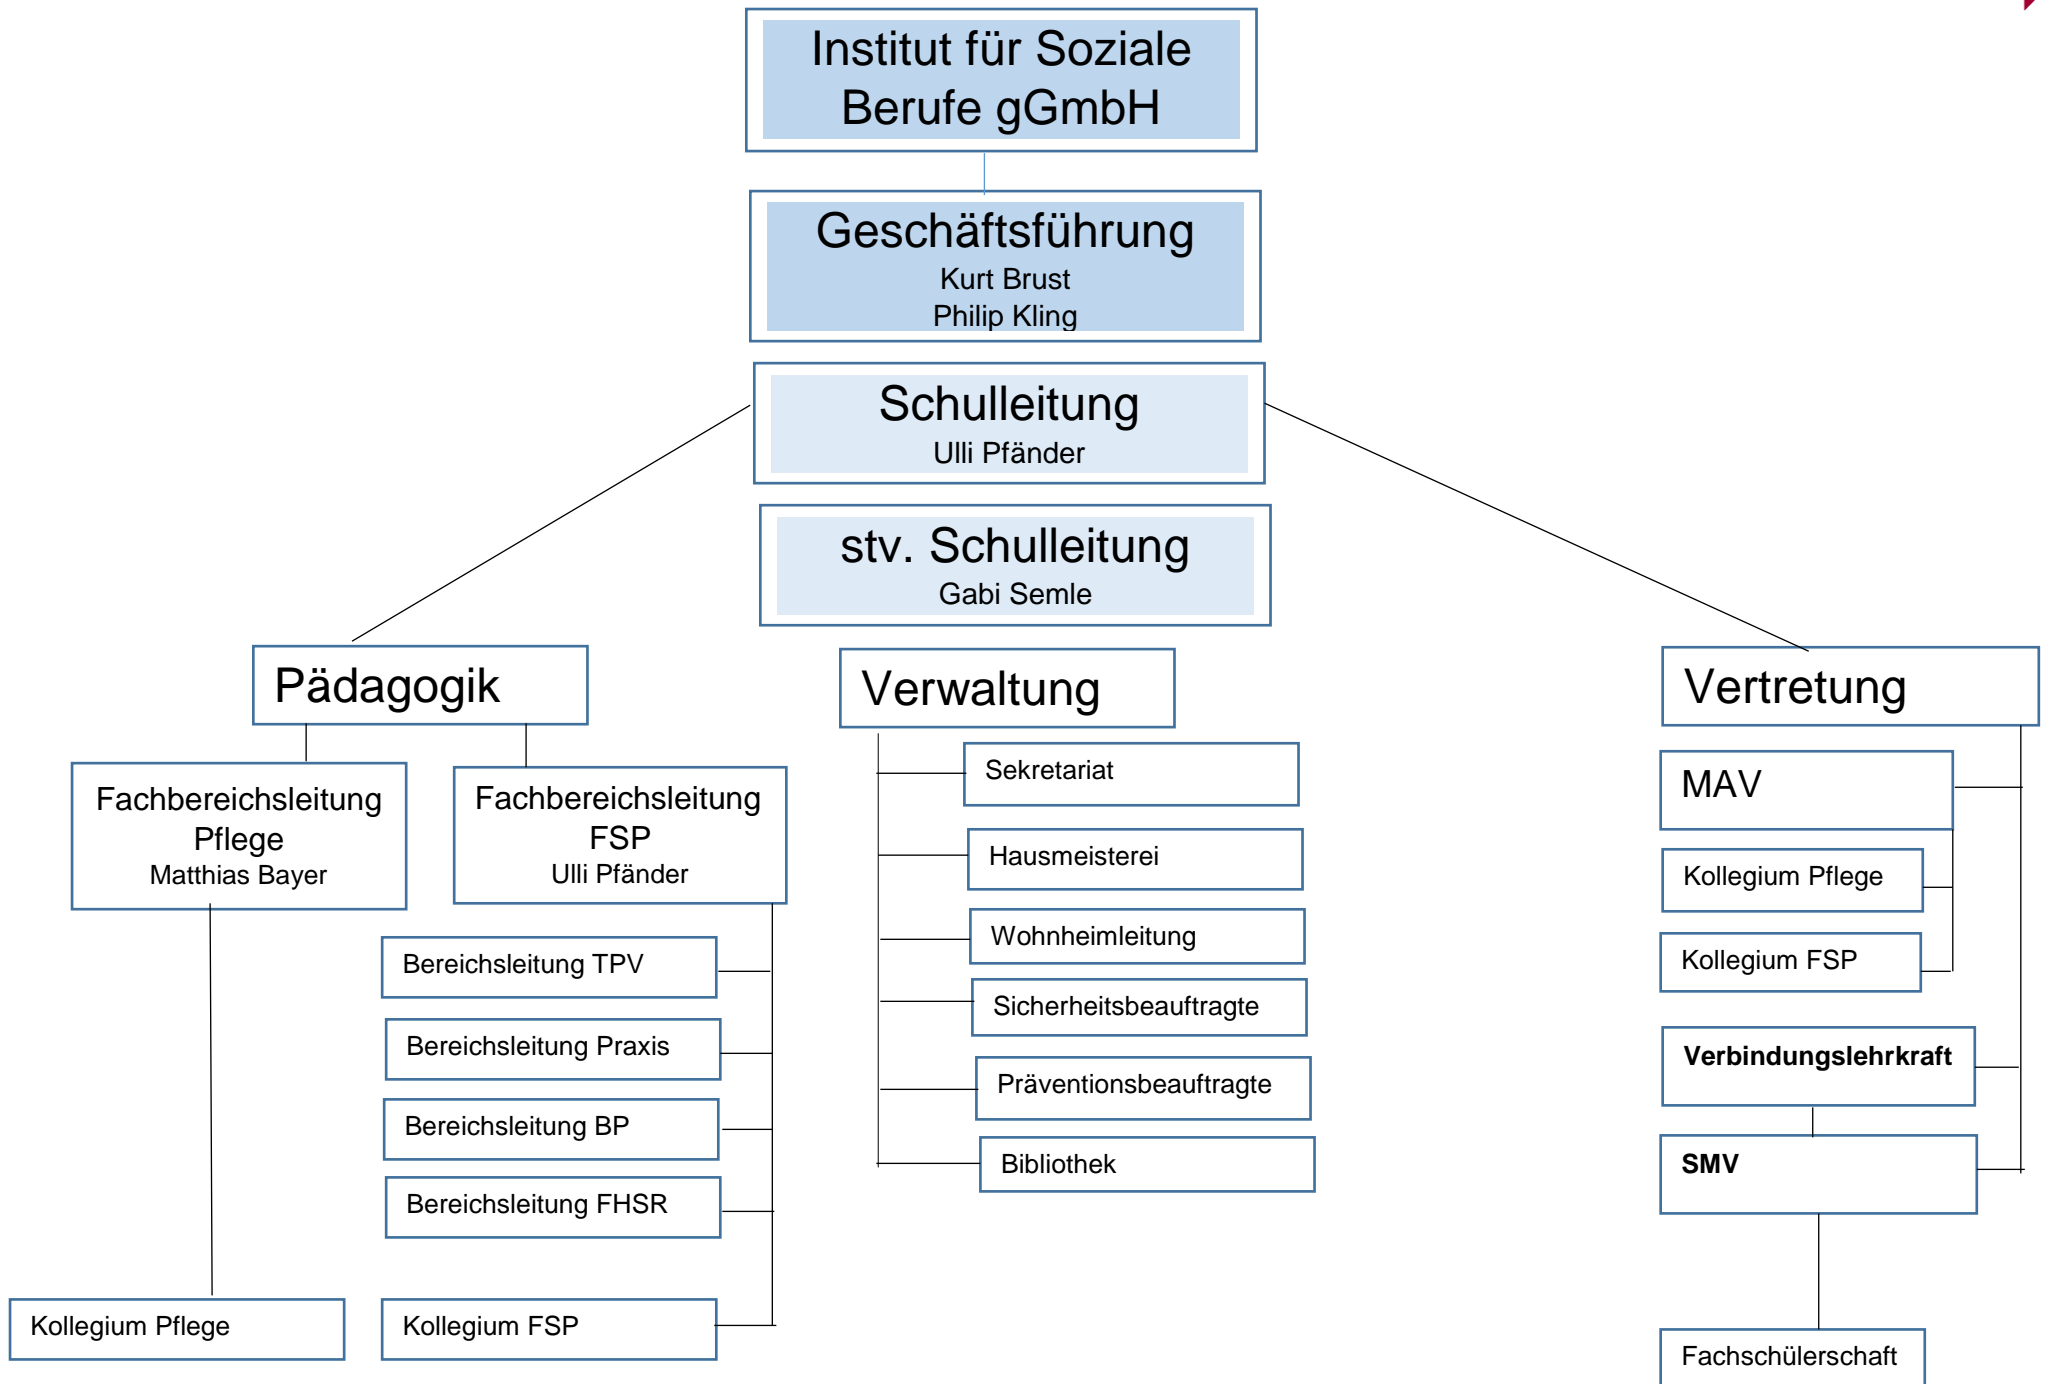 Institut für Soziale
Berufe gGmbH
Geschäftsführung
Kurt Brust
Philip Kling
Schulleitung
Ulli Pfänder
stv. Schulleitung
Gabi Semle
Pädagogik
Fachbereichsleitung
Pflege
Matthias Bayer
Kollegium Pflege
Fachbereichsleitung
FSP
Ulli Pfänder
Bereichsleitung TPV
Bereichsleitung Praxis
Bereichsleitung BP
Bereichsleitung FHSR
Kollegium FSP
Verwaltung
Sekretariat
Hausmeisterei
Wohnheimleitung
Sicherheitsbeauftragte
Präventionsbeauftragte
Bibliothek
Vertretung
MAV
Kollegium Pflege
Kollegium FSP
Verbindungslehrkraft
SMV
Fachschülerschaft